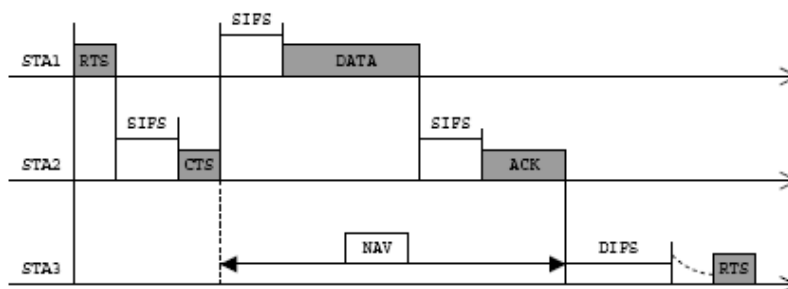 SIFS
STA1 RTS DATA
SIFS SIFS
STA2 CTS ACK
NAV DIFS
STA3 RTS